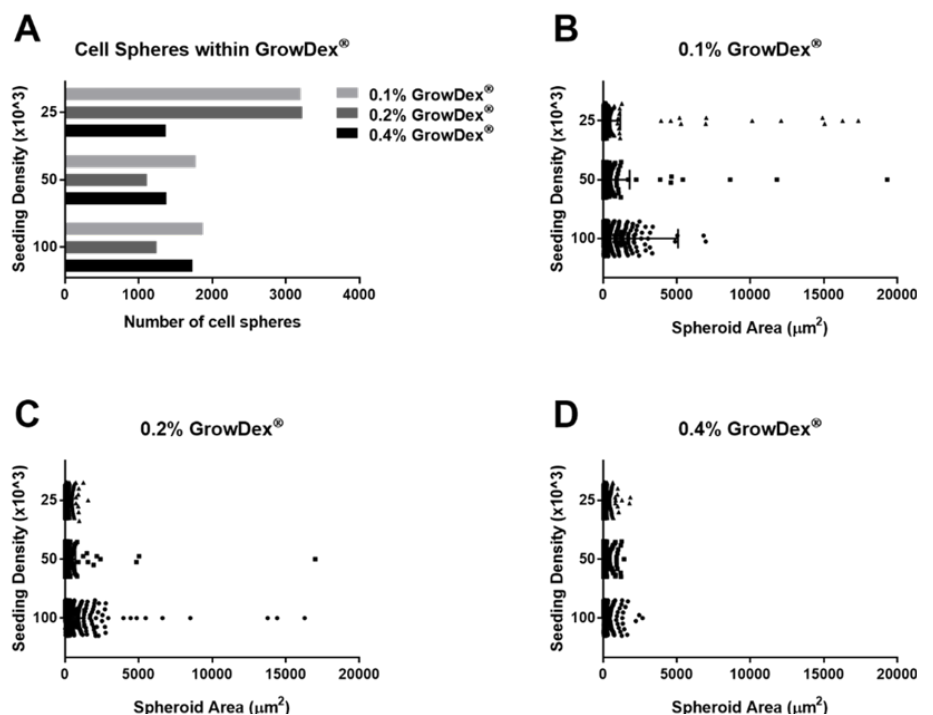 A
Cell Spheres within GrowDex®
Seeding Density (x10^3)
25
50
100
0
1000
2000
3000
4000
Number of cell spheres
0.1% GrowDex®
0.2% GrowDex®
0.4% GrowDex®
B
0.1% GrowDex®
Seeding Density (x10^3)
25
50
100
0
5000
10000
15000
20000
Spheroid Area (μm²)
C
0.2% GrowDex®
Seeding Density (x10^3)
25
50
100
0
5000
10000
15000
20000
Spheroid Area (μm²)
D
0.4% GrowDex®
Seeding Density (x10^3)
25
50
100
0
5000
10000
15000
20000
Spheroid Area (μm²)